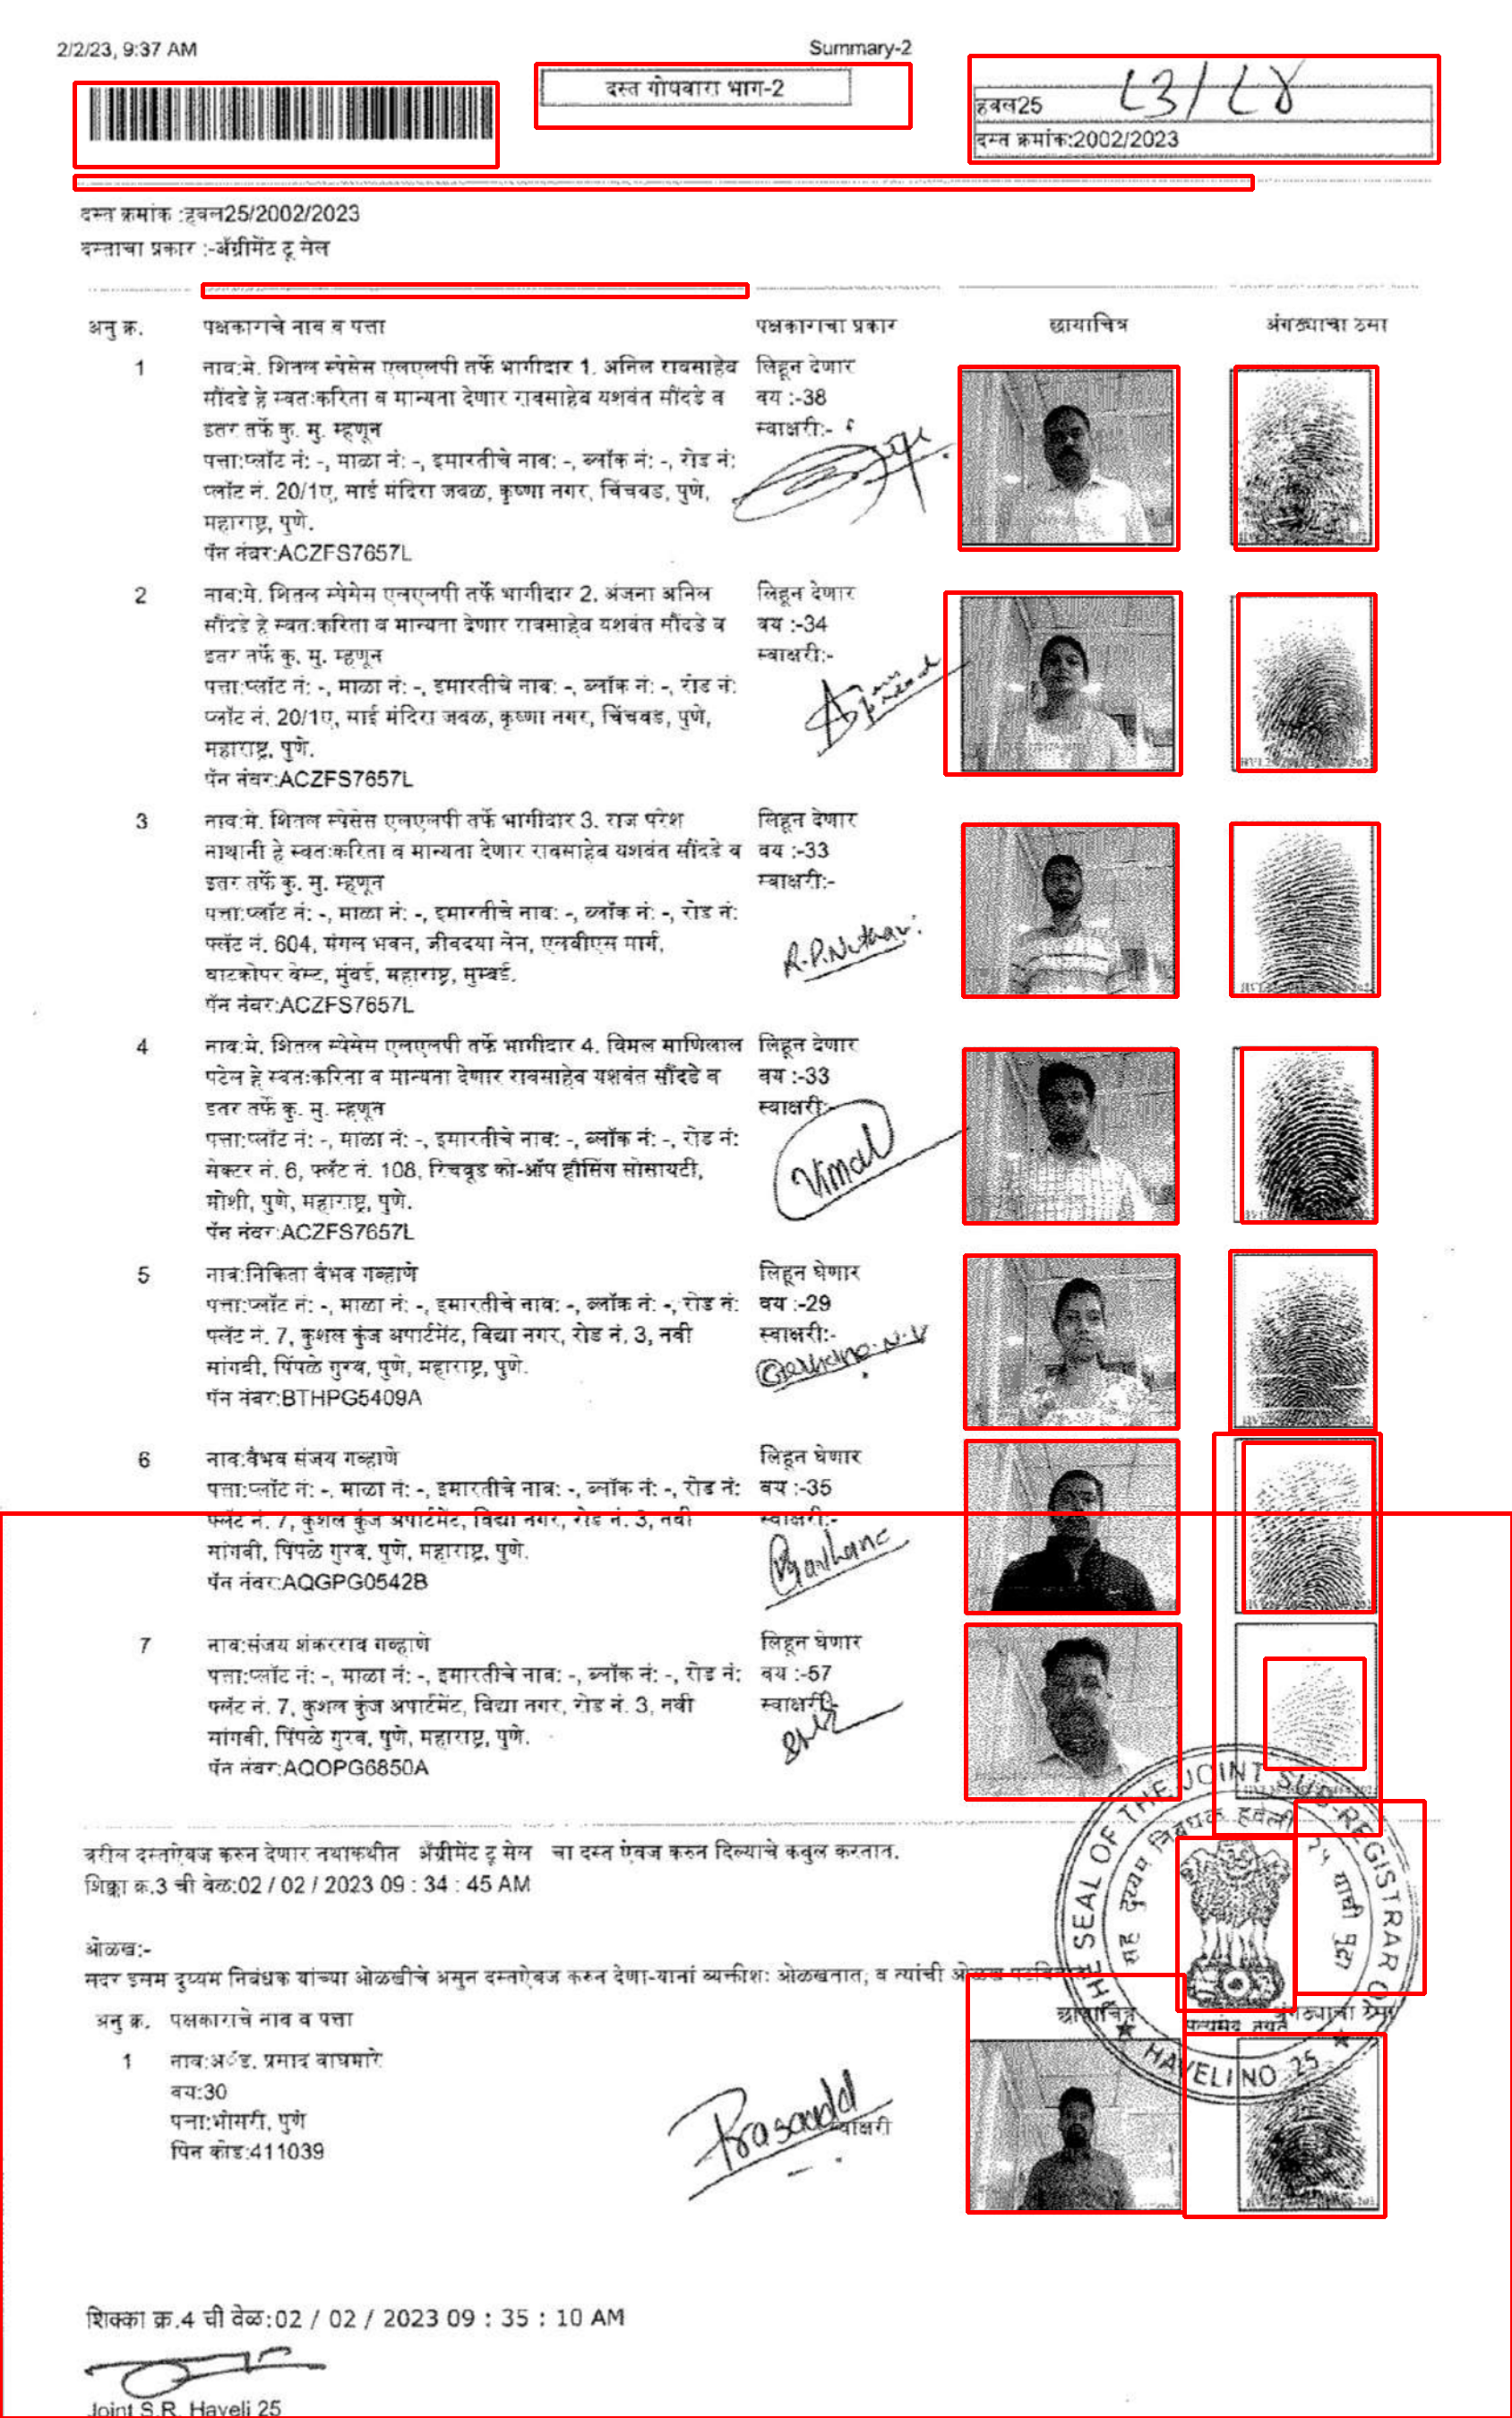 2/2/23, 9:37 AM
Summary-2
दस्त गोषवारा भाग-2
हवल25
दस्त क्रमांक:2002/2023
दस्त क्रमांक :हवल25/2002/2023
दस्ताचा प्रकार :-अ‍ॅग्रीमेंट टू सेल
अनु क्र. पक्षकाराचे नाव व पत्ता पक्षकाराचा प्रकार छायाचित्र अंगठ्याचा ठसा
1 नाव:मे. शितल स्पेसेस एलएलपी तर्फे भागीदार 1. अनिल रावसाहेब लिहून देणार
सौंदडे हे स्वतःकरिता व मान्यता देणार रावसाहेब यशवंत सौंदडे व वय :-38
इतर तर्फे कु. मु. म्हणून स्वाक्षरी:-
पत्ता:प्लॉट नं: -, माळा नं: -, इमारतीचे नाव: -, ब्लॉक नं: -, रोड नं:
प्लॉट नं. 20/1ए, साई मंदिरा जवळ, कृष्णा नगर, चिंचवड, पुणे,
महाराष्ट्र, पुणे.
पॅन नंबर:ACZFS7657L
2 नाव:मे. शितल स्पेसेस एलएलपी तर्फे भागीदार 2. अंजना अनिल लिहून देणार
सौंदडे हे स्वतःकरिता व मान्यता देणार रावसाहेब यशवंत सौंदडे व वय :-34
इतर तर्फे कु. मु. म्हणून स्वाक्षरी:-
पत्ता:प्लॉट नं: -, माळा नं: -, इमारतीचे नाव: -, ब्लॉक नं: -, रोड नं:
प्लॉट नं. 20/1ए, साई मंदिरा जवळ, कृष्णा नगर, चिंचवड, पुणे,
महाराष्ट्र, पुणे.
पॅन नंबर:ACZFS7657L
3 नाव:मे. शितल स्पेसेस एलएलपी तर्फे भागीदार 3. राज परेश लिहून देणार
नाथानी हे स्वतःकरिता व मान्यता देणार रावसाहेब यशवंत सौंदडे व वय :-33
इतर तर्फे कु. मु. म्हणून स्वाक्षरी:-
पत्ता:प्लॉट नं: -, माळा नं: -, इमारतीचे नाव: -, ब्लॉक नं: -, रोड नं:
फ्लॅट नं. 604, मंगल भवन, जीवदया लेन, एलबीएस मार्ग,
घाटकोपर वेस्ट, मुंबई, महाराष्ट्र, मुम्बई.
R.P.Nathani
पॅन नंबर:ACZFS7657L
4 नाव:मे. शितल स्पेसेस एलएलपी तर्फे भागीदार 4. विमल माणिलाल लिहून देणार
पटेल हे स्वतःकरिता व मान्यता देणार रावसाहेब यशवंत सौंदडे व वय :-33
इतर तर्फे कु. मु. म्हणून स्वाक्षरी:-
पत्ता:प्लॉट नं: -, माळा नं: -, इमारतीचे नाव: -, ब्लॉक नं: -, रोड नं:
सेक्टर नं. 6, फ्लॅट नं. 108, रिचवूड को-ऑप हौसिंग सोसायटी,
Vimal
मोशी, पुणे, महाराष्ट्र, पुणे.
पॅन नंबर:ACZFS7657L
5 नाव:निकिता वैभव गव्हाणे लिहून घेणार
पत्ता:प्लॉट नं: -, माळा नं: -, इमारतीचे नाव: -, ब्लॉक नं: -, रोड नं: वय :-29
फ्लॅट नं. 7, कुशल कुंज अपार्टमेंट, विद्या नगर, रोड नं. 3, नवी स्वाक्षरी:-
सांगवी, पिंपळे गुरव, पुणे, महाराष्ट्र, पुणे. Gavhane.N.V
पॅन नंबर:BTHPG5409A
6 नाव:वैभव संजय गव्हाणे लिहून घेणार
पत्ता:प्लॉट नं: -, माळा नं: -, इमारतीचे नाव: -, ब्लॉक नं: -, रोड नं: वय :-35
फ्लॅट नं. 7, कुशल कुंज अपार्टमेंट, विद्या नगर, रोड नं. 3, नवी स्वाक्षरी:-
सांगवी, पिंपळे गुरव, पुणे, महाराष्ट्र, पुणे.
पॅन नंबर:AQGPG0542B
7 नाव:संजय शंकरराव गव्हाणे लिहून घेणार
पत्ता:प्लॉट नं: -, माळा नं: -, इमारतीचे नाव: -, ब्लॉक नं: -, रोड नं: वय :-57
फ्लॅट नं. 7, कुशल कुंज अपार्टमेंट, विद्या नगर, रोड नं. 3, नवी स्वाक्षरी:-
सांगवी, पिंपळे गुरव, पुणे, महाराष्ट्र, पुणे.
पॅन नंबर:AQOPG6850A
वरील दस्तऐवज करुन देणार तथाकथीत अ‍ॅग्रीमेंट टू सेल चा दस्त ऐवज करुन दिल्याचे कबुल करतात.
शिक्का क्र.3 ची वेळ:02 / 02 / 2023 09 : 34 : 45 AM
THE SEAL OF THE JOINT SUB-REGISTRAR OF
सह दुय्यम निबंधक हवेली २५ यांची मुद्रा
सत्यमेव जयते
HAVELI NO 25
ओळख:-
सदर इसम दुय्यम निबंधक यांच्या ओळखीचे असुन दस्तऐवज करुन देणा-यानां व्यक्तीशः ओळखतात, व त्यांची ओळख पटवितात
अनु क्र. पक्षकाराचे नाव व पत्ता छायाचित्र अंगठ्याचा ठसा
1 नाव:अ‍ॅड. प्रसाद वाघमारे
वय:30
पत्ता:भोसरी, पुणे स्वाक्षरी
पिन कोड:411039
शिक्का क्र.4 ची वेळ:02 / 02 / 2023 09 : 35 : 10 AM
Joint S.R. Haveli 25